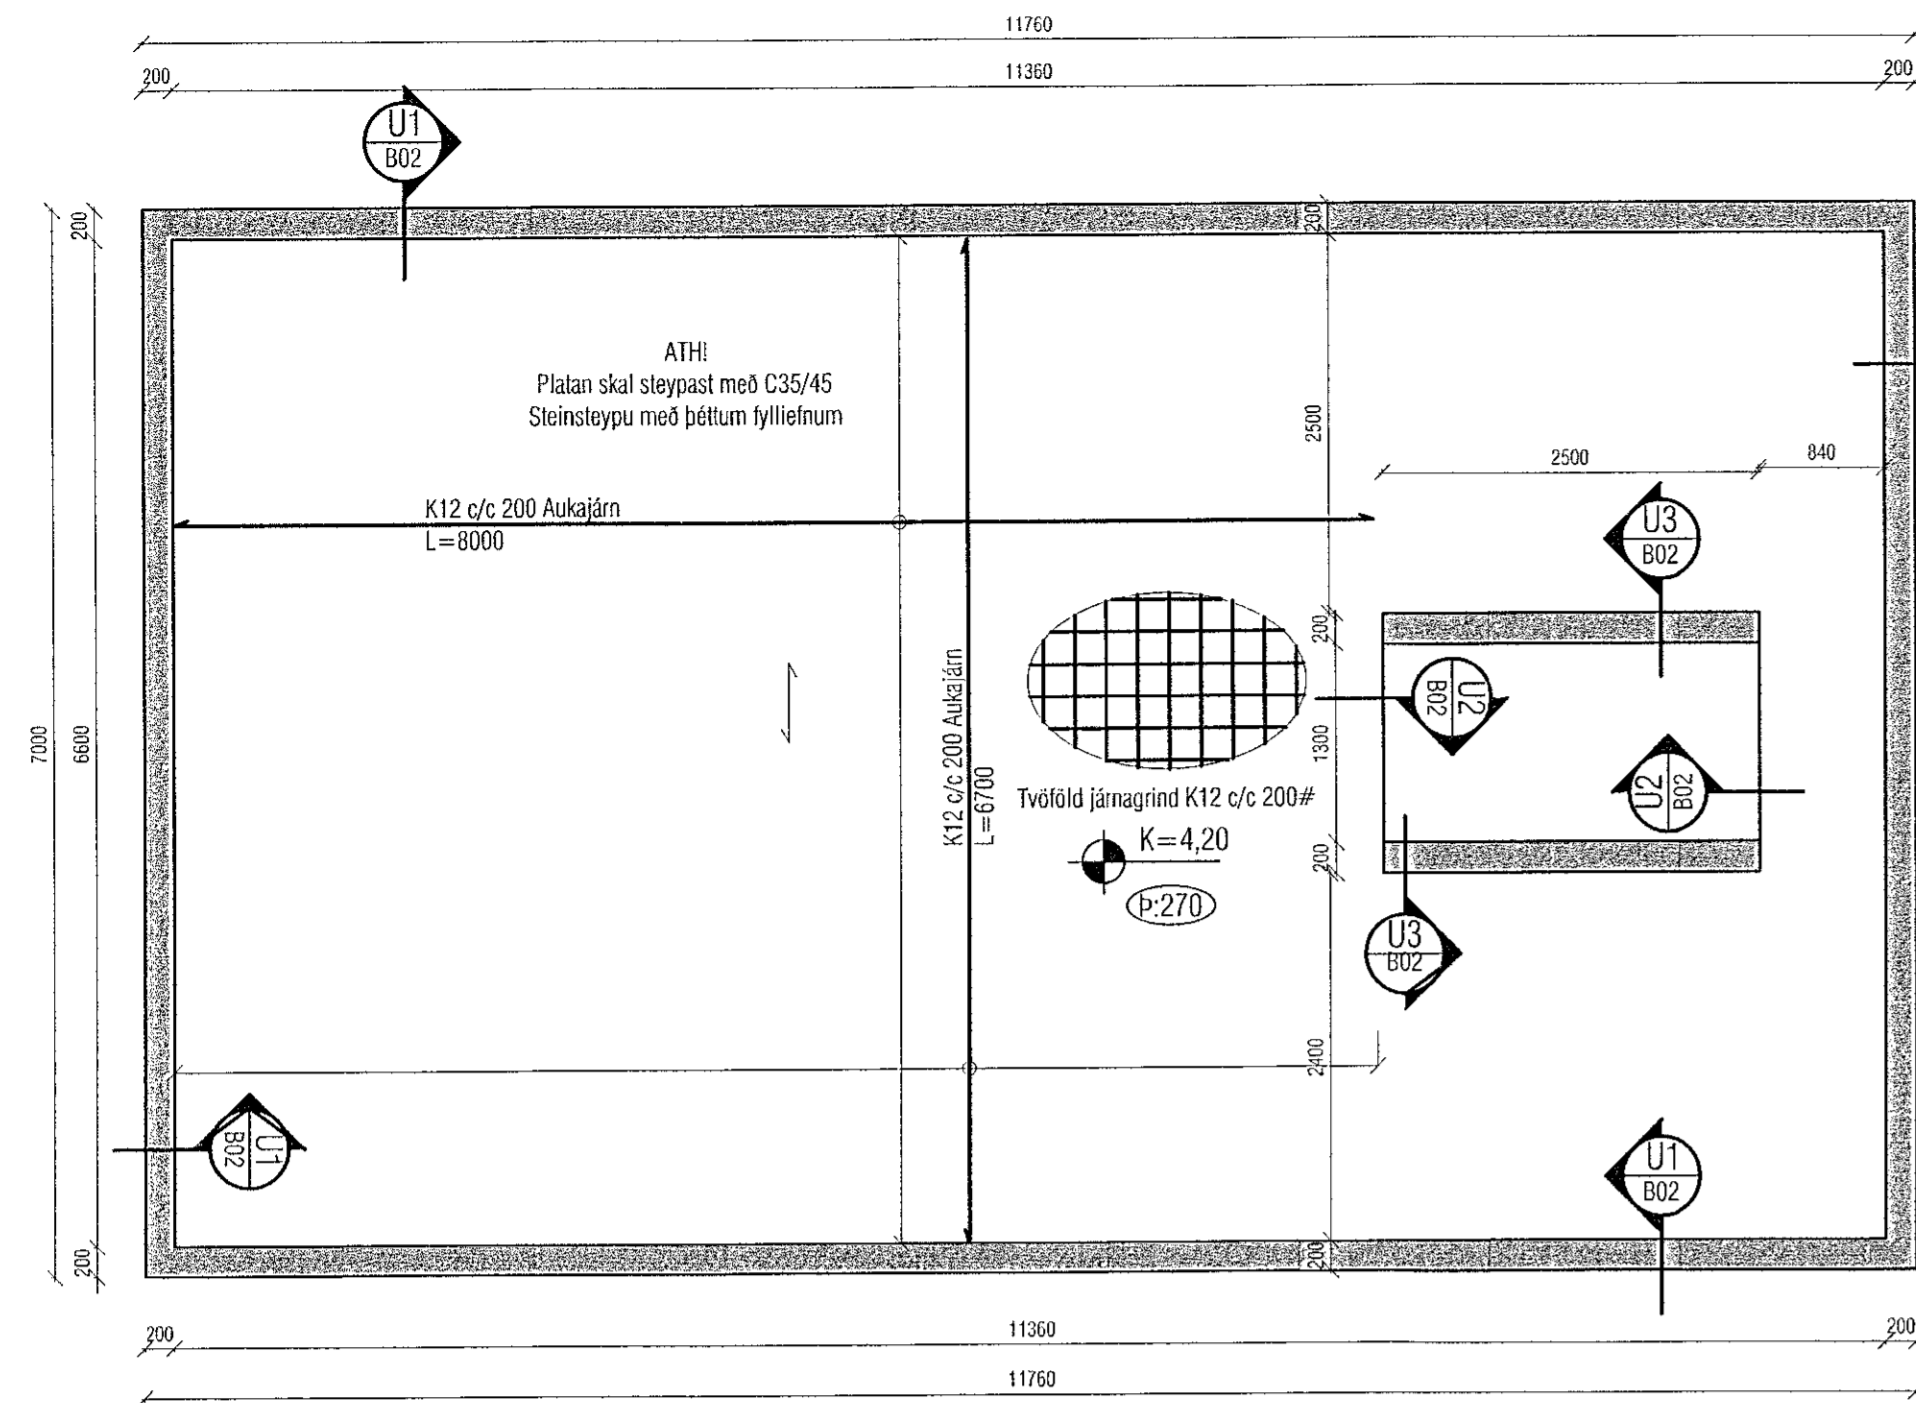 11760
200
11360
200
U1
B02
200
200
ATH!
Platan skal steypast með C35/45
Steinsteypu með þéttum fylliefnum
2500
2500
840
K12 c/c 200 Aukajárn
L=8000
U3
B02
200
7000
6600
K12 c/c 200 Aukajárn
L=6700
U2
B02
1300
U2
B02
Tvöföld járnagrind K12 c/c 200#
K=4,20
200
Þ:270
U3
B02
2400
U1
B02
U1
B02
200
200
200
11360
200
11760